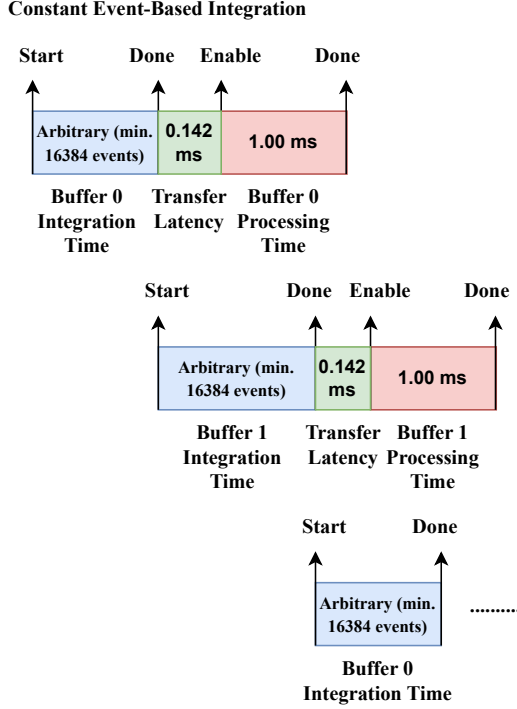 Constant Event-Based Integration
Start Done Enable Done
Arbitrary (min. 16384 events)
0.142 ms
1.00 ms
Buffer 0 Integration Time
Transfer Latency
Buffer 0 Processing Time
Start Done Enable Done
Arbitrary (min. 16384 events)
0.142 ms
1.00 ms
Buffer 1 Integration Time
Transfer Latency
Buffer 1 Processing Time
Start Done
Arbitrary (min. 16384 events)
..........
Buffer 0 Integration Time